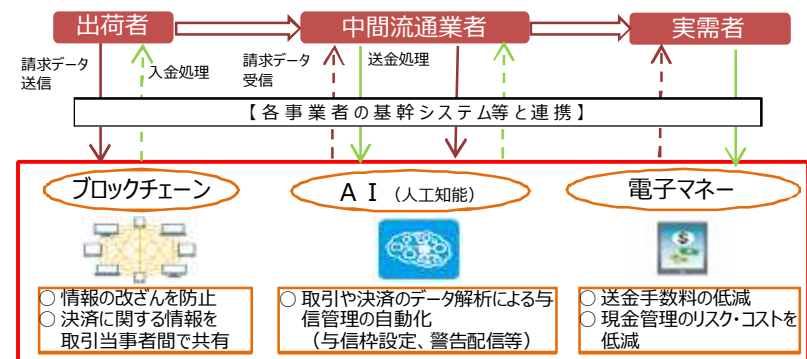 出荷者
中間流通業者
実需者
請求データ
送信
入金処理
請求データ
受信
送金処理
【各事業者の基幹システム等と連携】
ブロックチェーン
ＡＩ（人工知能）
電子マネー
○ 情報の改ざんを防止
○ 決済に関する情報を
取引当事者間で共有
○ 取引や決済のデータ解析による与
信管理の自動化
（与信枠設定、警告配信等）
○ 送金手数料の低減
○ 現金管理のリスク・コストを
低減